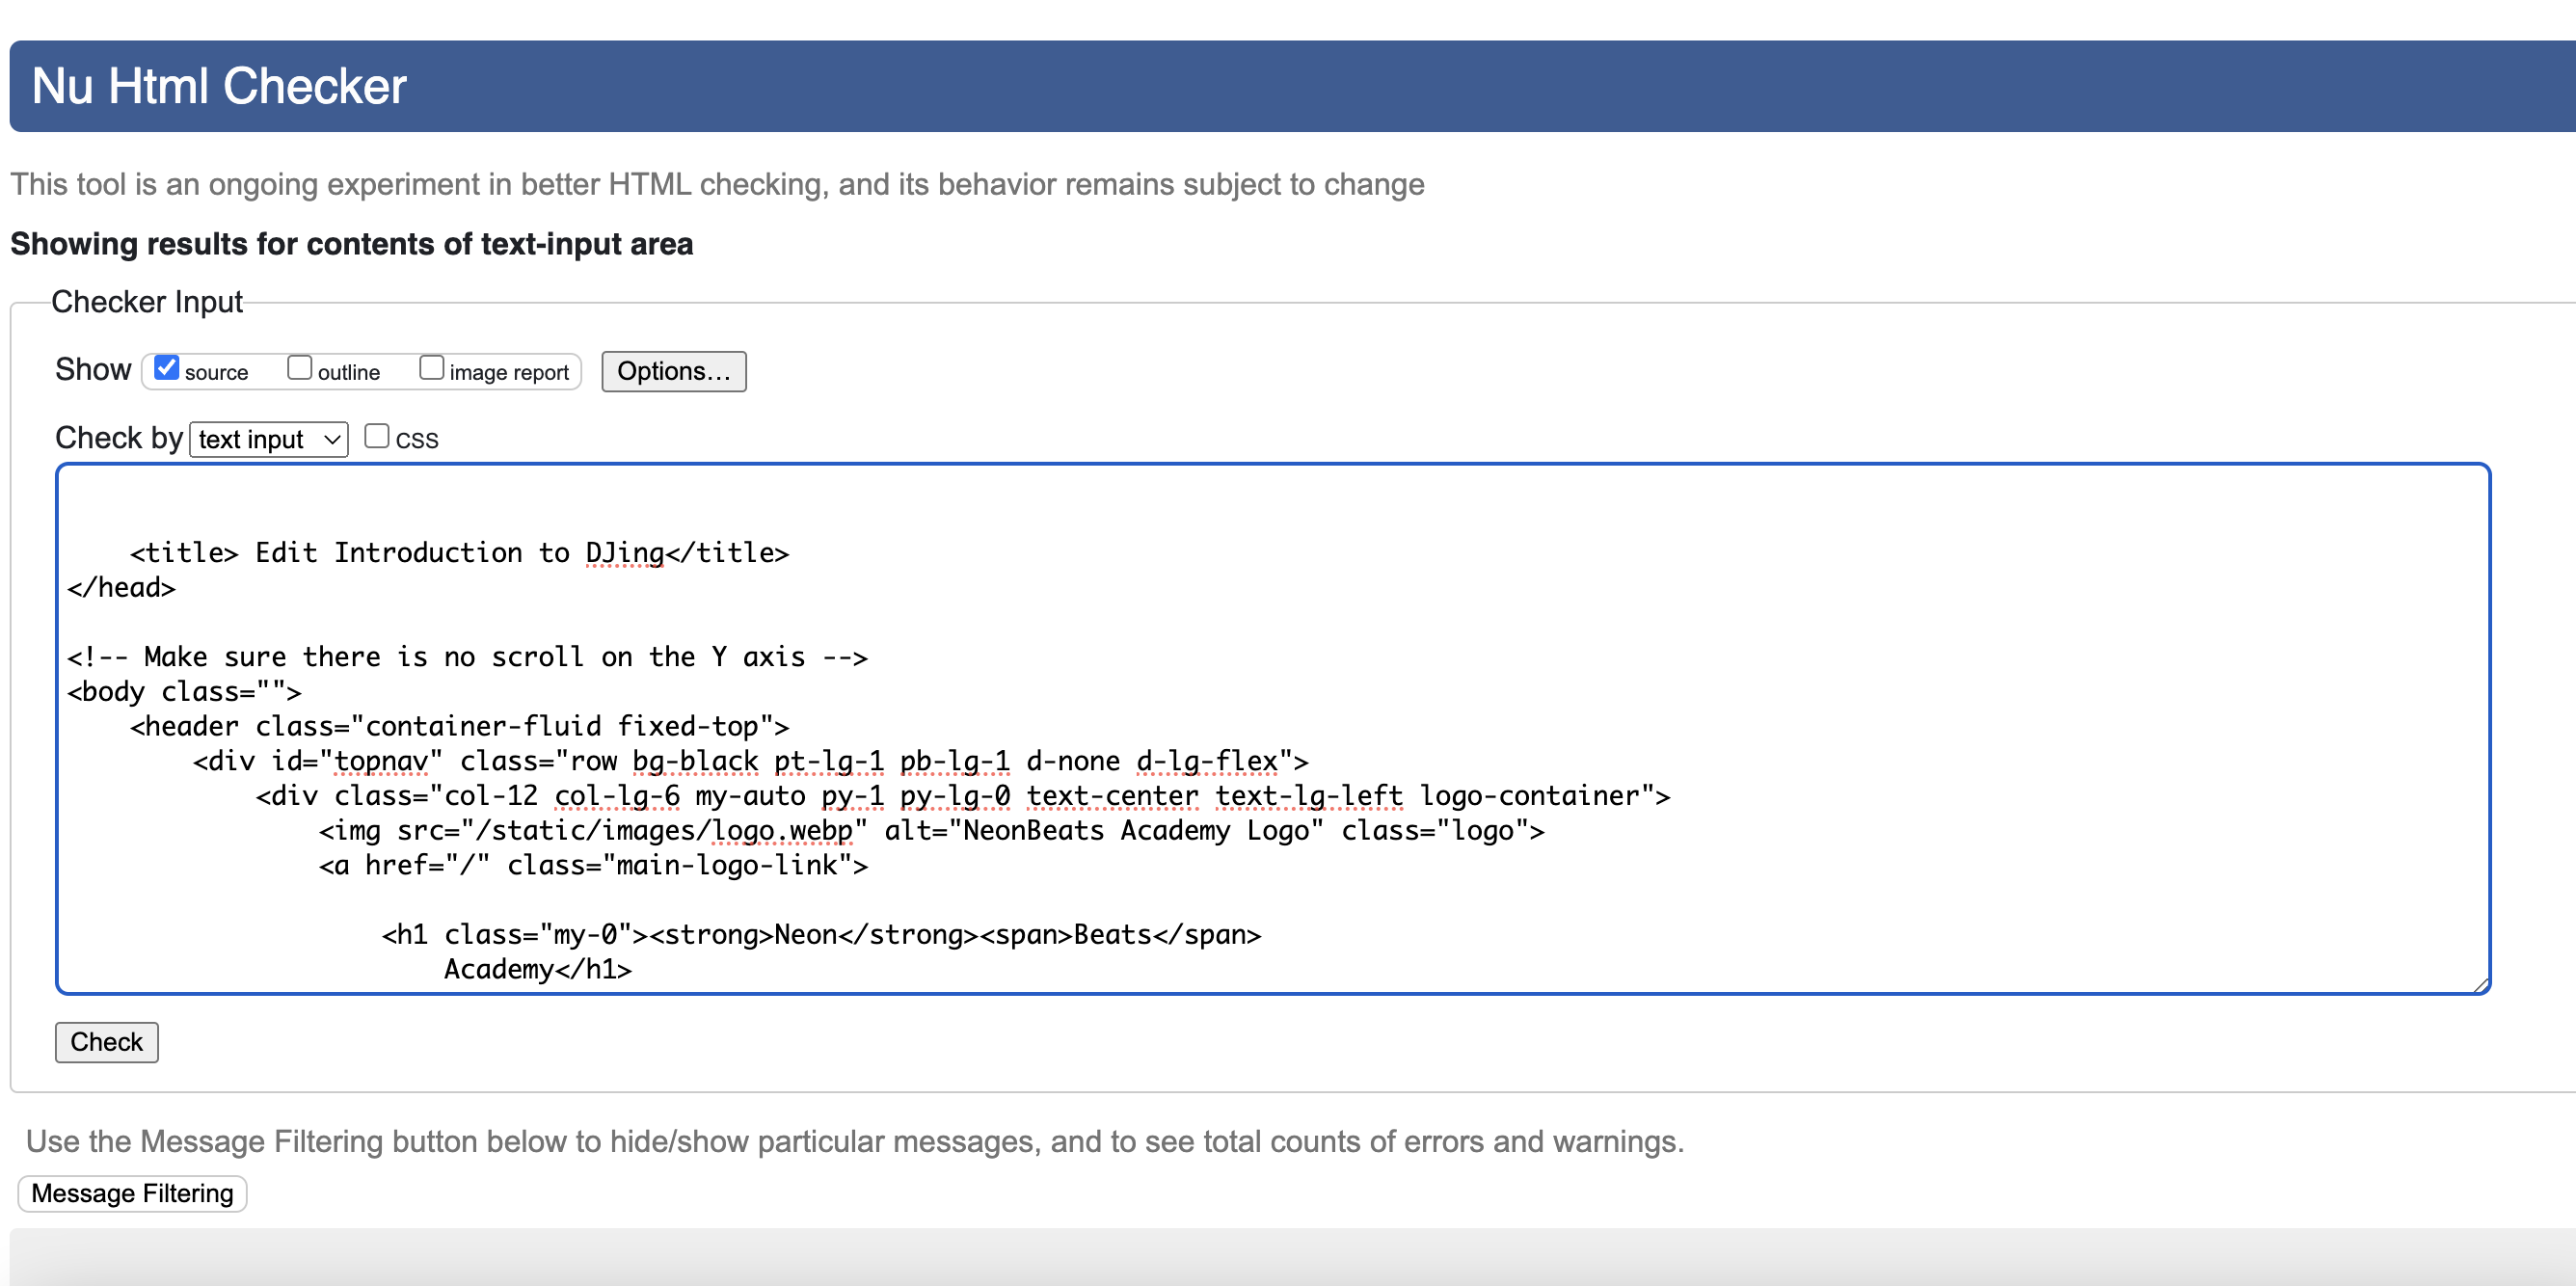 Nu Html Checker
This tool is an ongoing experiment in better HTML checking, and its behavior remains subject to change
Showing results for contents of text-input area
Checker Input
Show source outline image report Options...
Check by text input CSS
<title> Edit Introduction to DJing</title>
</head>
<!-- Make sure there is no scroll on the Y axis -->
<body class="">
<header class="container-fluid fixed-top">
<div id="topnav" class="row bg-black pt-lg-1 pb-lg-1 d-none d-lg-flex">
<div class="col-12 col-lg-6 my-auto py-1 py-lg-0 text-center text-lg-left logo-container">
<img src="/static/images/logo.webp" alt="NeonBeats Academy Logo" class="logo">
<a href="/" class="main-logo-link">
<h1 class="my-0"><strong>Neon</strong><span>Beats</span>
Academy</h1>
Check
Use the Message Filtering button below to hide/show particular messages, and to see total counts of errors and warnings.
Message Filtering